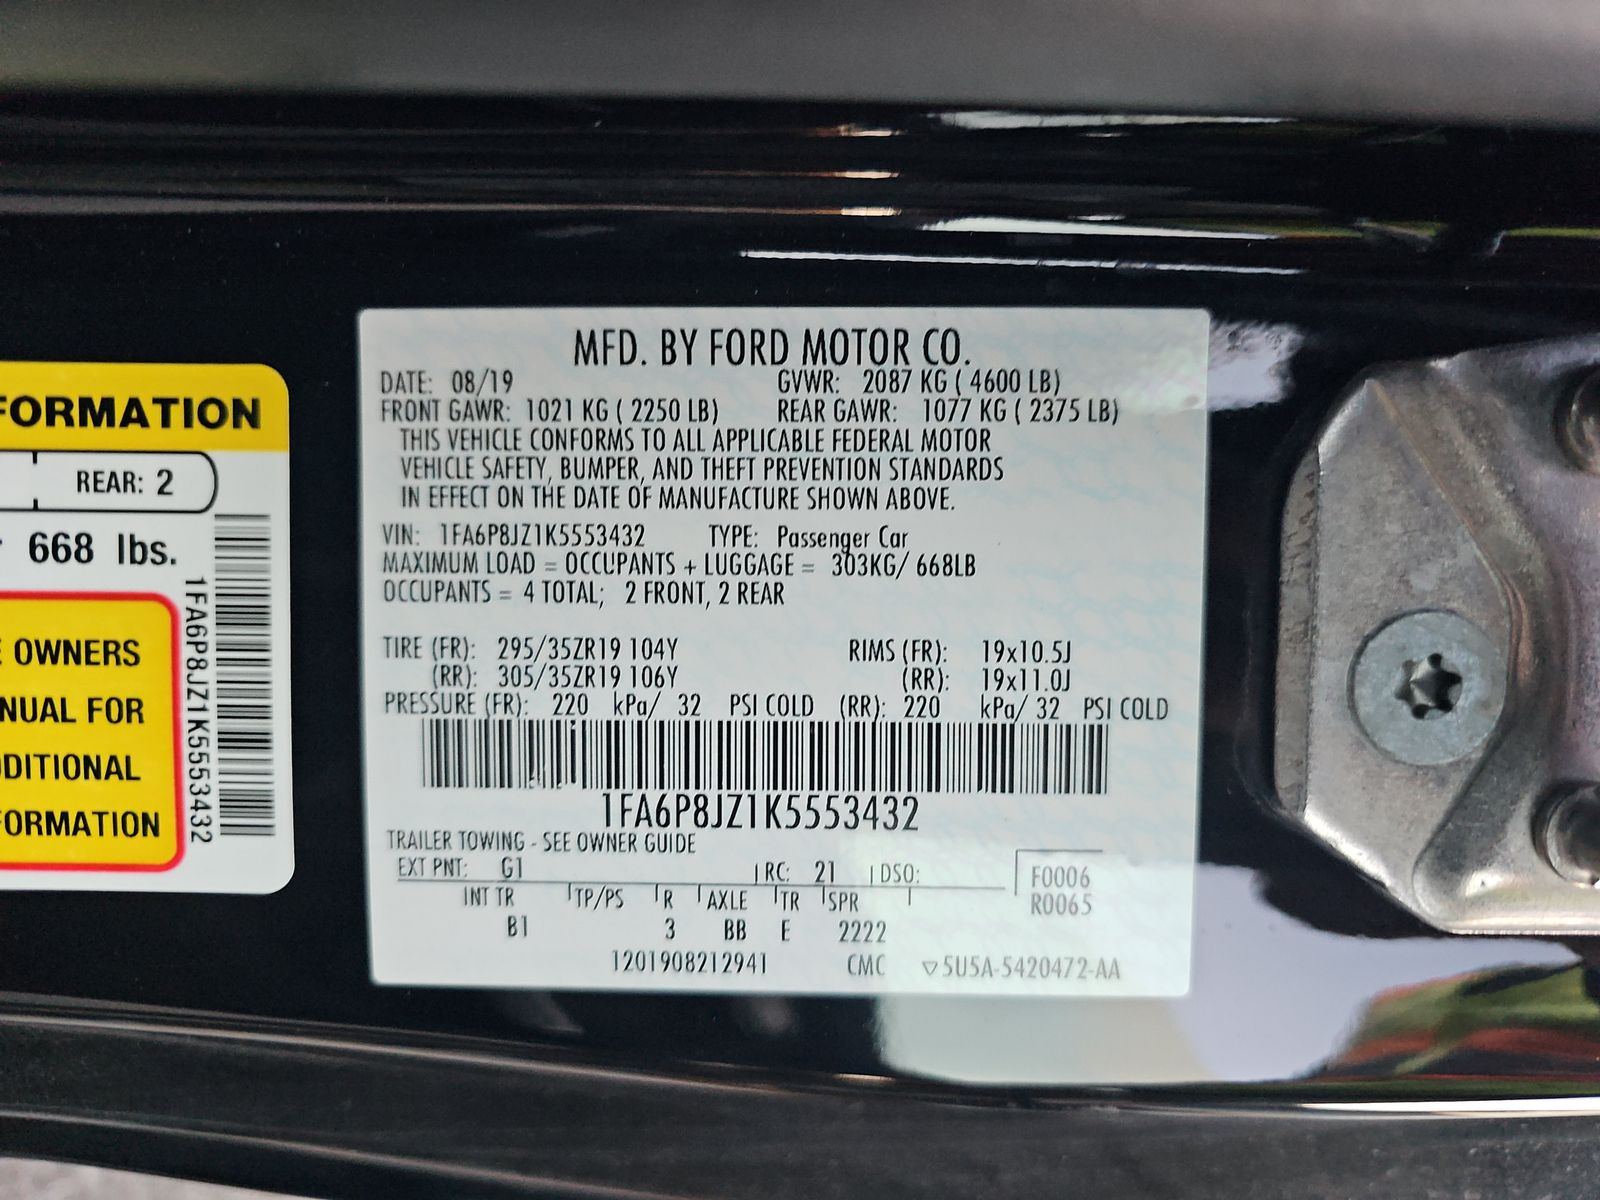 FORMATION
REAR: 2
668 lbs.
OWNERS
NUAL FOR
DDITIONAL
FORMATION
1FA6P8JZ1K5553432
MFD. BY FORD MOTOR CO.
DATE: 08/19 GVWR: 2087 KG ( 4600 LB)
FRONT GAWR: 1021 KG ( 2250 LB) REAR GAWR: 1077 KG ( 2375 LB)
THIS VEHICLE CONFORMS TO ALL APPLICABLE FEDERAL MOTOR
VEHICLE SAFETY, BUMPER, AND THEFT PREVENTION STANDARDS
IN EFFECT ON THE DATE OF MANUFACTURE SHOWN ABOVE.
VIN: 1FA6P8JZ1K5553432 TYPE: Passenger Car
MAXIMUM LOAD = OCCUPANTS + LUGGAGE = 303KG/ 668LB
OCCUPANTS = 4 TOTAL; 2 FRONT, 2 REAR
TIRE (FR): 295/35ZR19 104Y RIMS (FR): 19x10.5J
(RR): 305/35ZR19 106Y (RR): 19x11.0J
PRESSURE (FR): 220 kPa/ 32 PSI COLD (RR): 220 kPa/ 32 PSI COLD
1FA6P8JZ1K5553432
TRAILER TOWING - SEE OWNER GUIDE
EXT PNT: G1 RC: 21 DSO: F0006
R0065
INT TR TP/PS R AXLE TR SPR
B1 3 BB E 2222
1201908212941 CMC ▽5U5A-5420472-AA